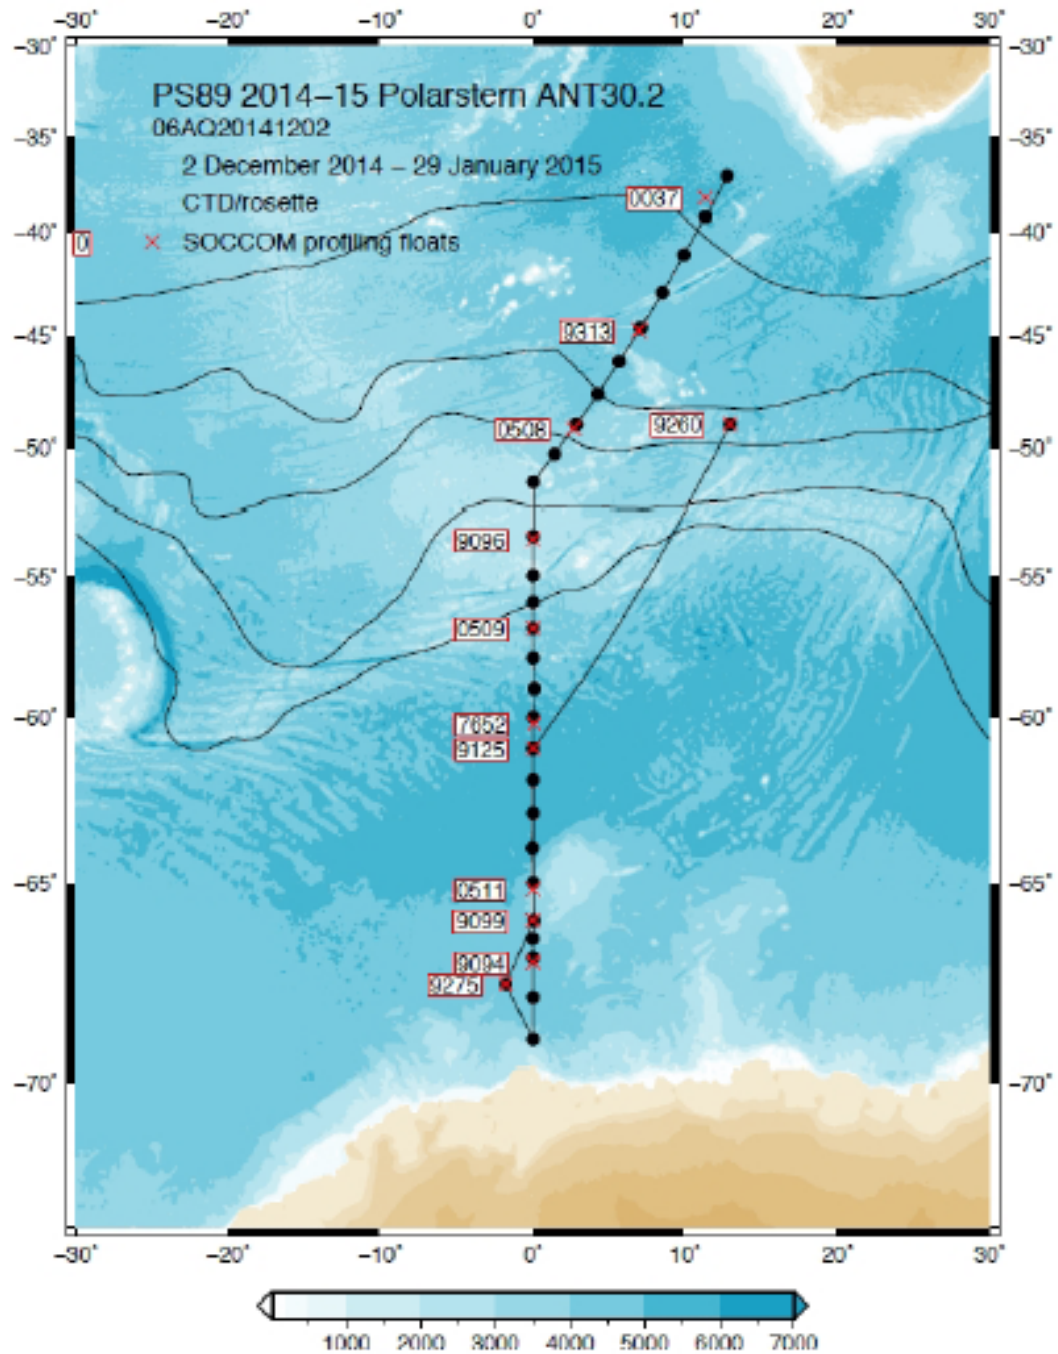 −30° −20° −10° 0° 10° 20° 30°
−30° −30°
PS89 2014−15 Polarstern ANT30.2
06AQ20141202
−35° −35°
2 December 2014 − 29 January 2015
CTD/rosette
0037
−40° −40°
0
SOCCOM profiling floats
9313
−45° −45°
0508 9260
−50° −50°
9096
−55° −55°
0509
−60° −60°
7652
9125
−65° −65°
0511
9099
9094
9275
−70° −70°
−30° −20° −10° 0° 10° 20° 30°
1000 2000 3000 4000 5000 6000 7000